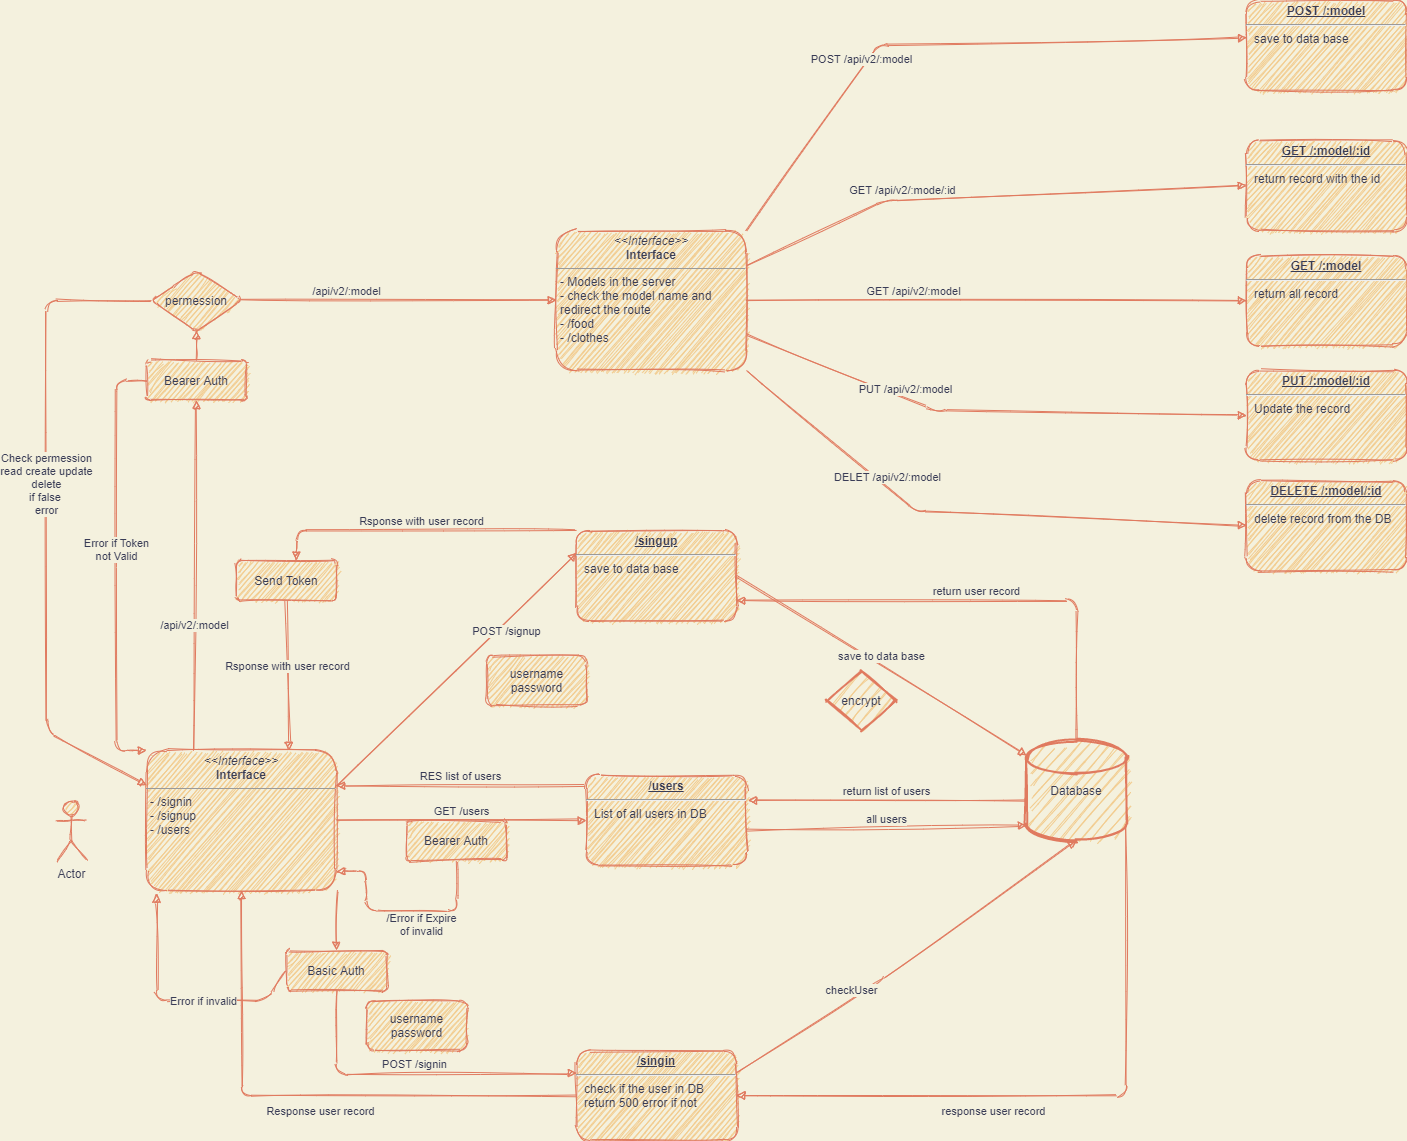 POST /:model
save to data base
POST /api/v2/:model
GET /:model/:id
return record with the id
GET /api/v2/:mode/:id
<<Interface>>
Interface
- Models in the server
- check the model name and
redirect the route
- /food
- /clothes
GET /:model
return all record
GET /api/v2/:model
permession
/api/v2/:model
Bearer Auth
PUT /:model/:id
Update the record
PUT /api/v2/:model
Check permession
read create update
delete
if false
error
DELET /api/v2/:model
DELETE /:model/:id
delete record from the DB
Error if Token
not Valid
Rsponse with user record
/singup
save to data base
Send Token
return user record
/api/v2/:model
POST /signup
Rsponse with user record
save to data base
username
password
encrypt
<<Interface>>
Interface
- /signin
- /signup
- /users
RES list of users
/users
List of all users in DB
return list of users
Database
GET /users
all users
Bearer Auth
Actor
/Error if Expire
of invalid
Basic Auth
Error if invalid
username
password
checkUser
POST /signin
/singin
check if the user in DB
return 500 error if not
Response user record
response user record